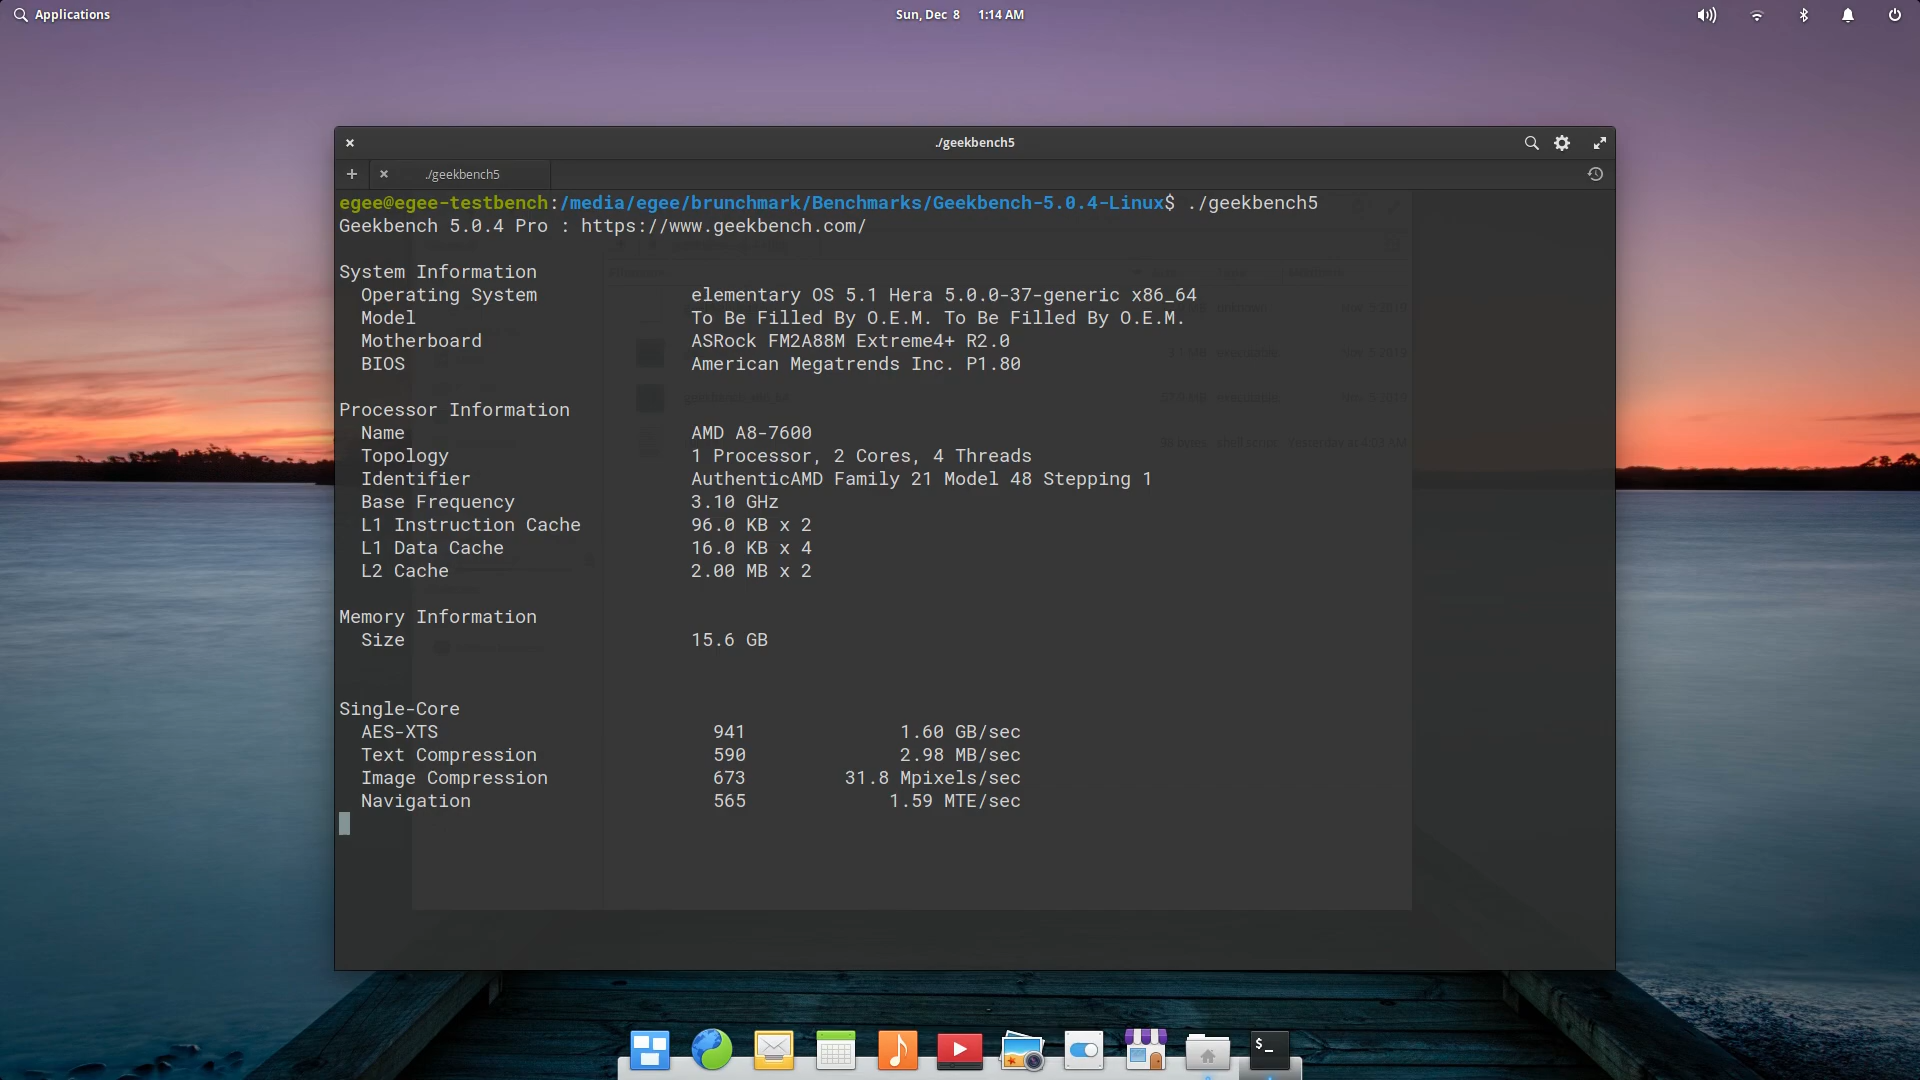 Applications
Sun, Dec 8 1:14 AM
./geekbench5
./geekbench5
egee@egee-testbench:/media/egee/brunchmark/Benchmarks/Geekbench-5.0.4-Linux$ ./geekbench5
Geekbench 5.0.4 Pro : https://www.geekbench.com/
System Information
Operating System elementary OS 5.1 Hera 5.0.0-37-generic x86_64
Model To Be Filled By O.E.M. To Be Filled By O.E.M.
Motherboard ASRock FM2A88M Extreme4+ R2.0
BIOS American Megatrends Inc. P1.80
Processor Information
Name AMD A8-7600
Topology 1 Processor, 2 Cores, 4 Threads
Identifier AuthenticAMD Family 21 Model 48 Stepping 1
Base Frequency 3.10 GHz
L1 Instruction Cache 96.0 KB x 2
L1 Data Cache 16.0 KB x 4
L2 Cache 2.00 MB x 2
Memory Information
Size 15.6 GB
Single-Core
AES-XTS 941 1.60 GB/sec
Text Compression 590 2.98 MB/sec
Image Compression 673 31.8 Mpixels/sec
Navigation 565 1.59 MTE/sec
$_